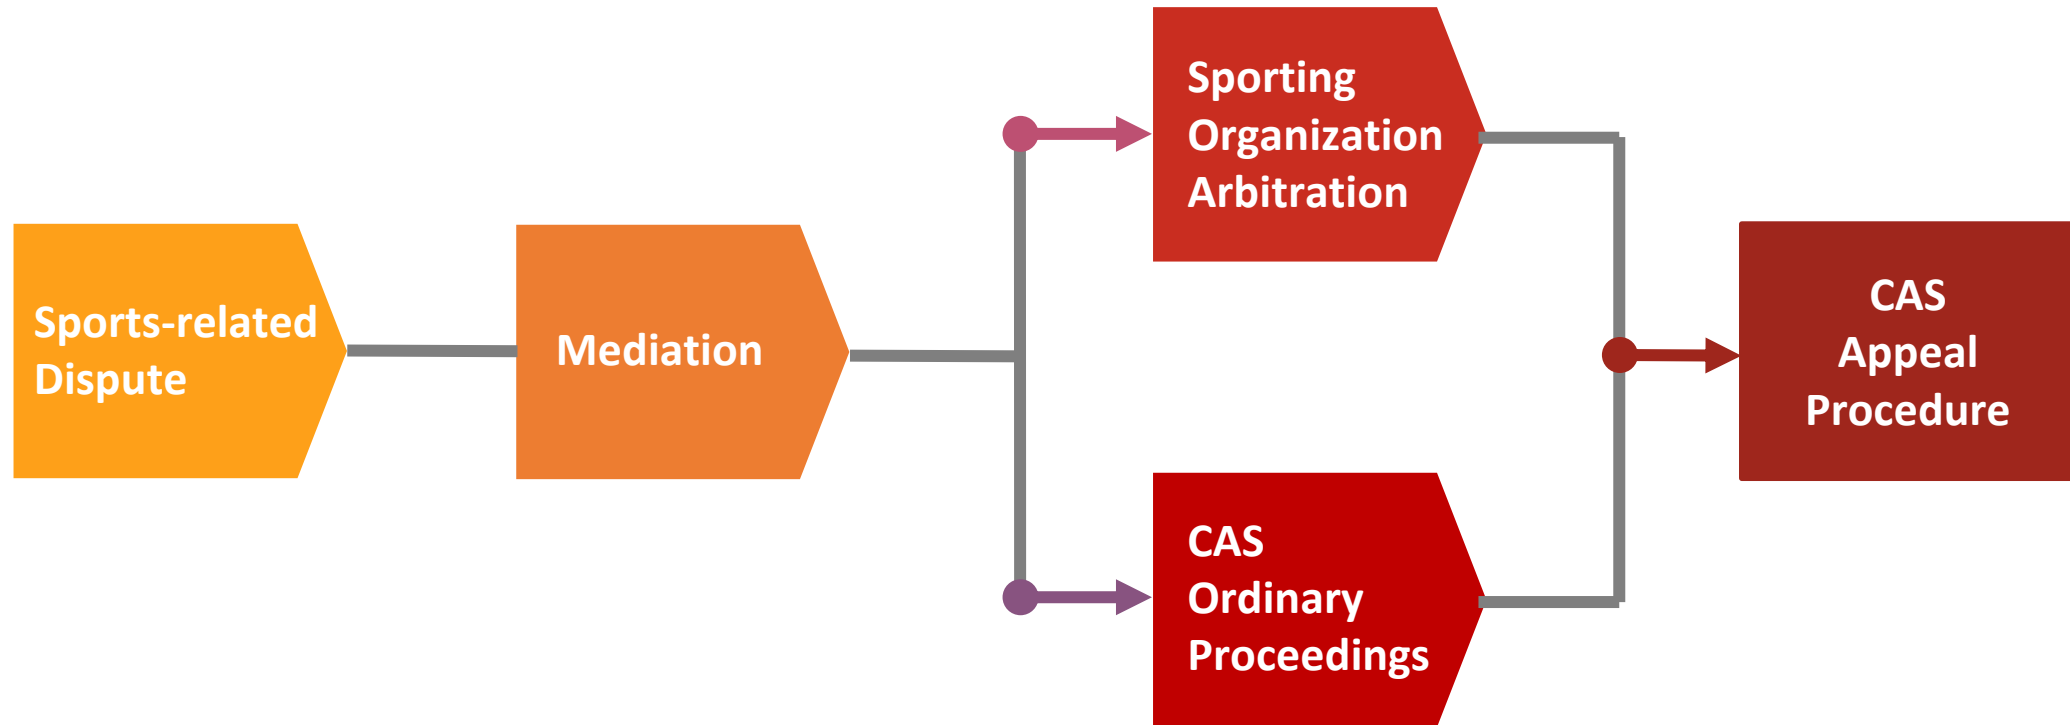 Sports-related
Dispute
Mediation
Sporting
Organization
Arbitration
CAS
Ordinary
Proceedings
CAS
Appeal
Procedure